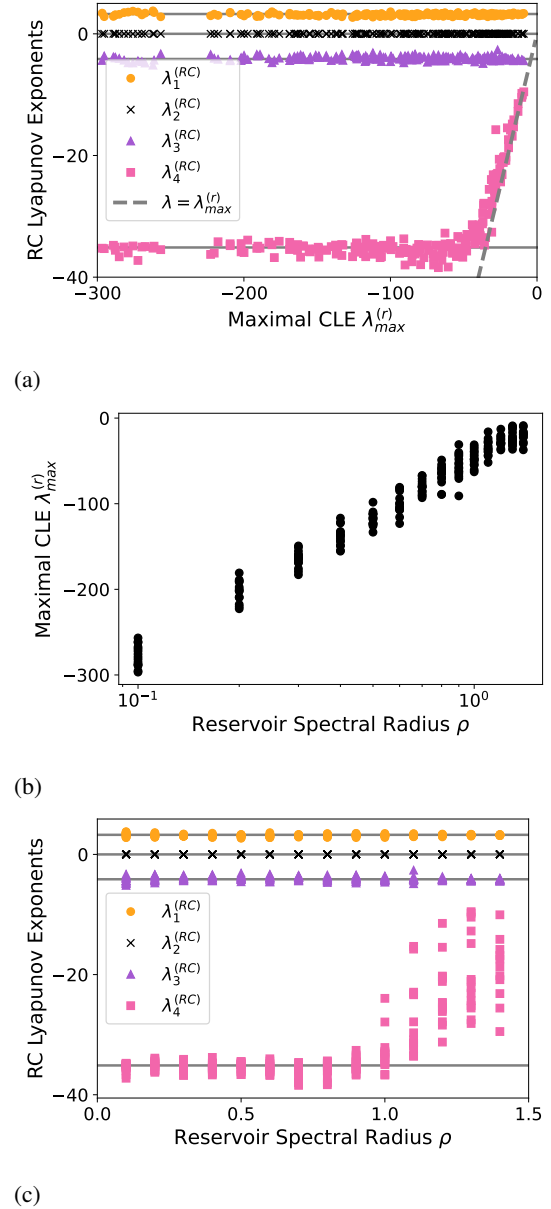 0
−20
−40
RC Lyapunov Exponents
λ₁^(RC)
λ₂^(RC)
λ₃^(RC)
λ₄^(RC)
λ = λ_max^(r)
−300 −200 −100 0
Maximal CLE λ_max^(r)
(a)
0
−100
−200
−300
Maximal CLE λ_max^(r)
10⁻¹ 10⁰
Reservoir Spectral Radius ρ
(b)
0
−20
−40
RC Lyapunov Exponents
λ₁^(RC)
λ₂^(RC)
λ₃^(RC)
λ₄^(RC)
0.0 0.5 1.0 1.5
Reservoir Spectral Radius ρ
(c)